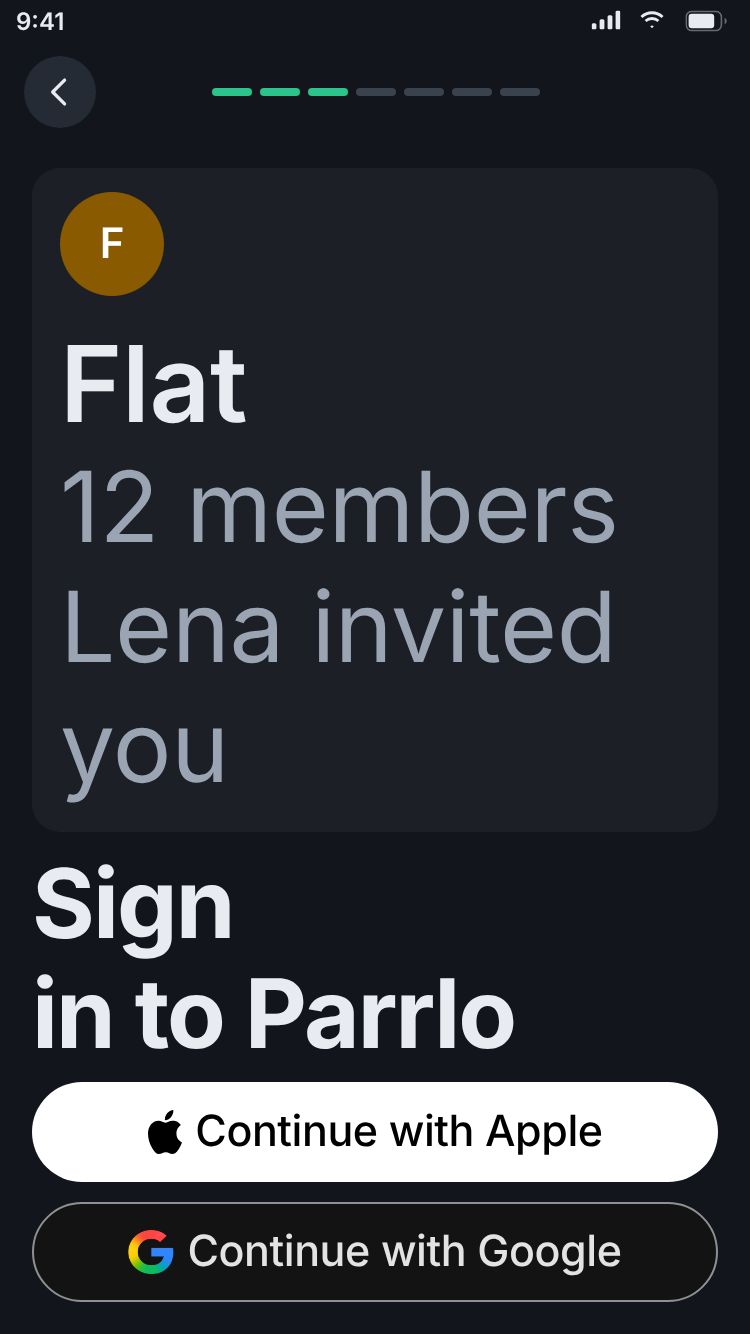 9:41
F
Flat
12 members
Lena invited
you
Sign
in to Parrlo
Continue with Apple
Continue with Google